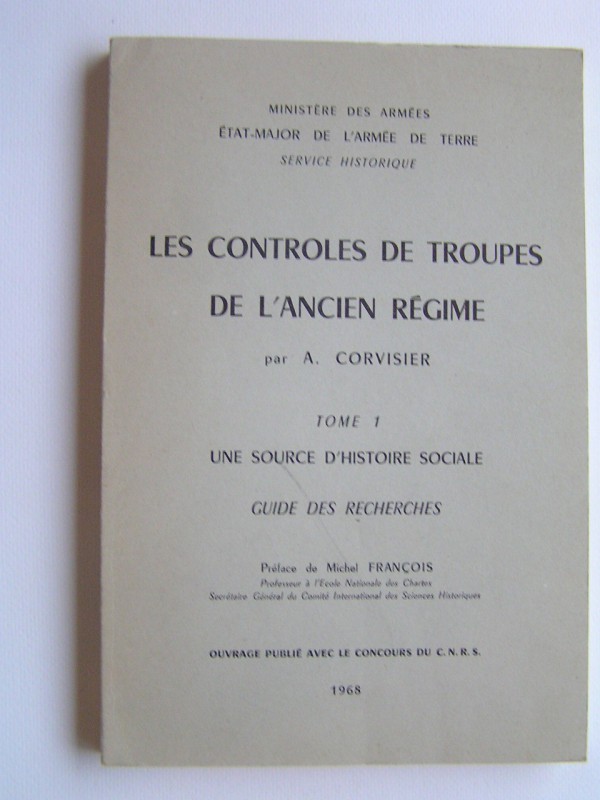 MINISTÈRE DES ARMÉES
ÉTAT-MAJOR DE L'ARMÉE DE TERRE
SERVICE HISTORIQUE
LES CONTROLES DE TROUPES
DE L'ANCIEN RÉGIME
par A. CORVISIER
TOME 1
UNE SOURCE D'HISTOIRE SOCIALE
GUIDE DES RECHERCHES
Préface de Michel FRANÇOIS
Professeur à l'Ecole Nationale des Chartes
Secrétaire Général du Comité International des Sciences Historiques
OUVRAGE PUBLIÉ AVEC LE CONCOURS DU C.N.R.S.
1968